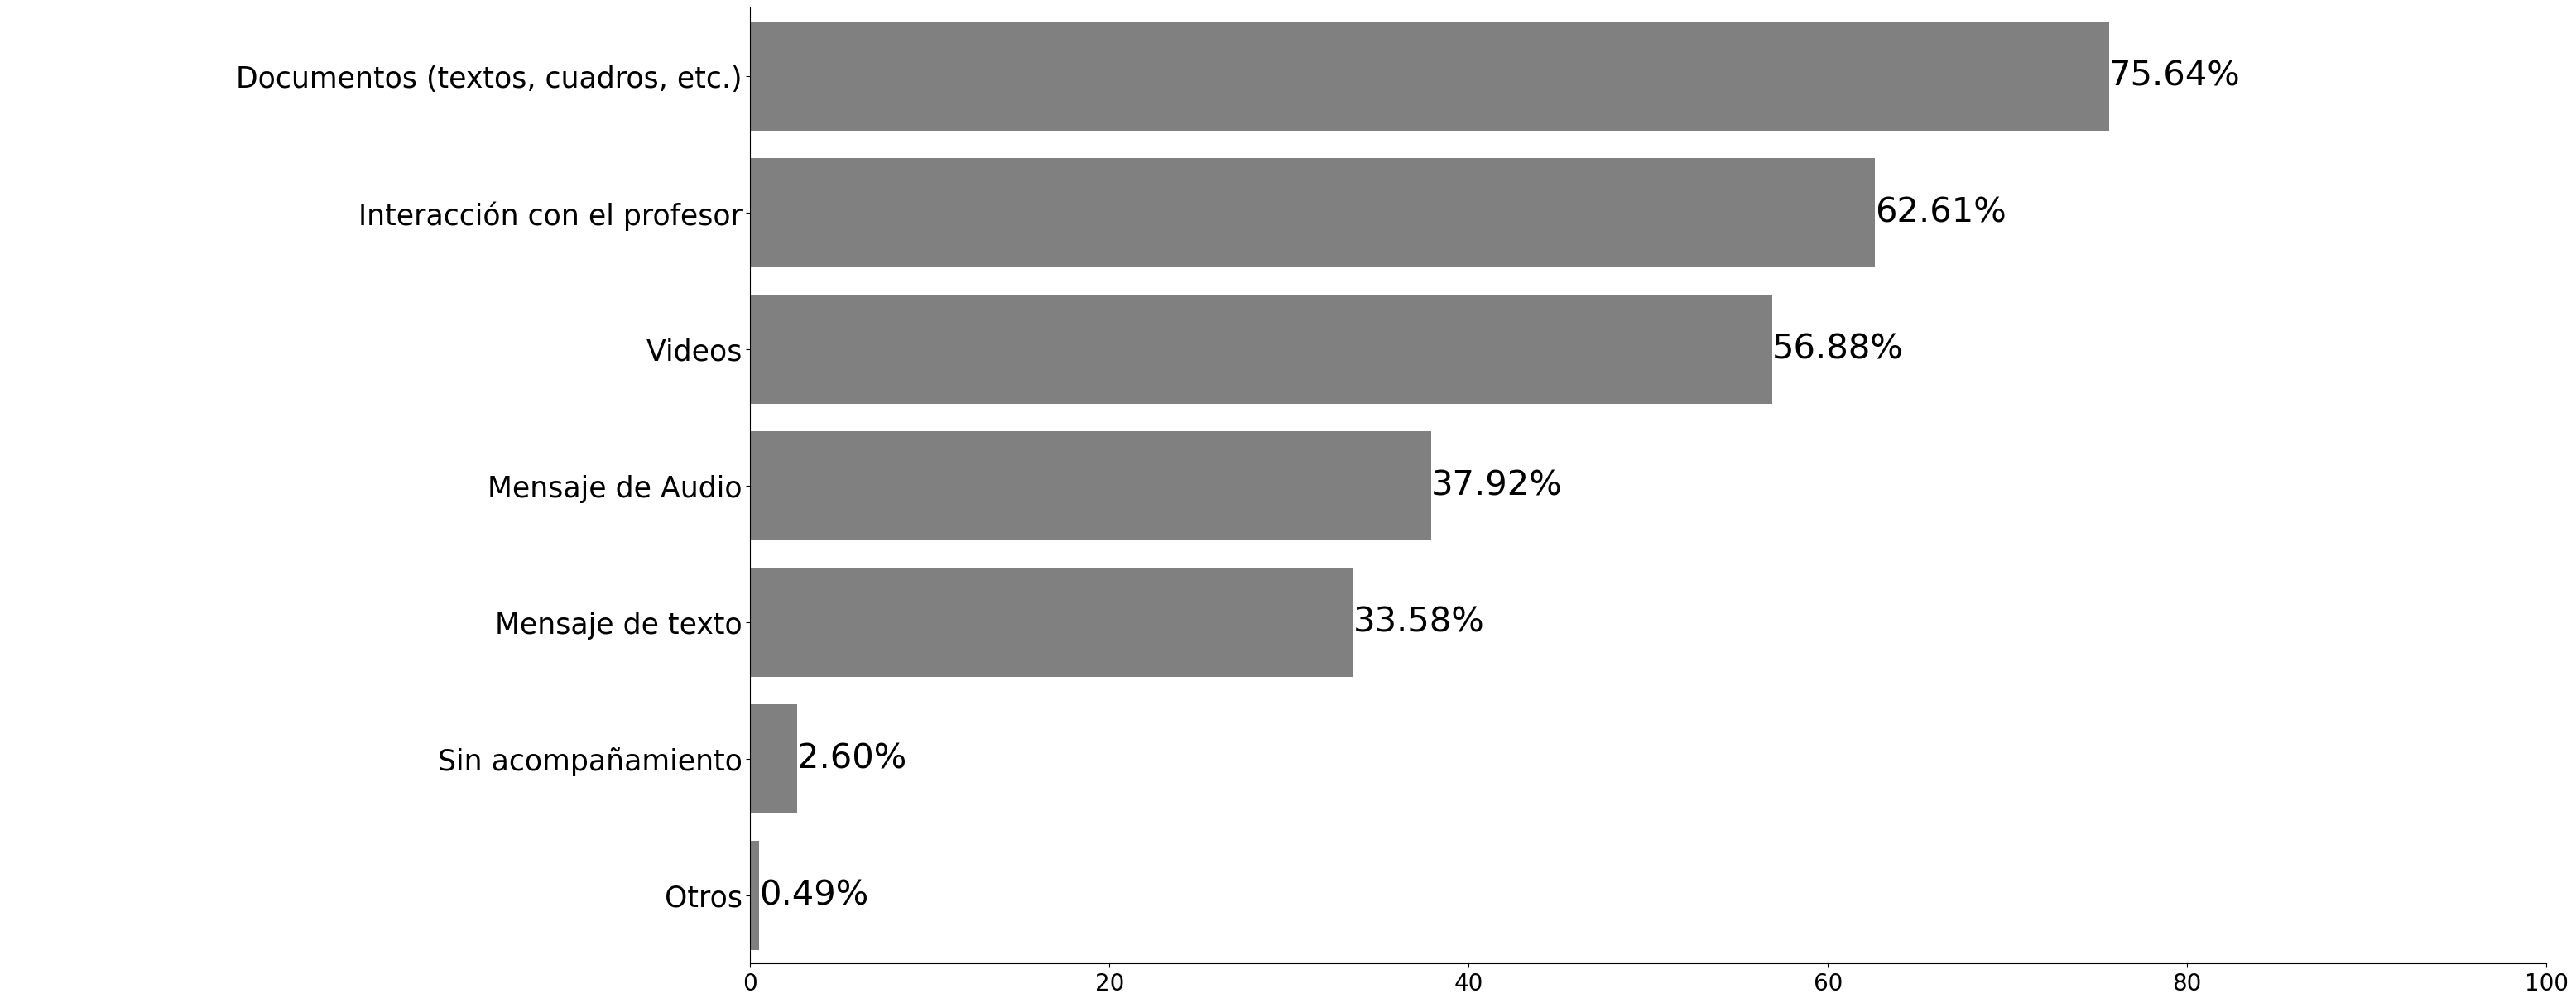 Documentos (textos, cuadros, etc.) 75.64%
Interacción con el profesor 62.61%
Videos 56.88%
Mensaje de Audio 37.92%
Mensaje de texto 33.58%
Sin acompañamiento 2.60%
Otros 0.49%
0 20 40 60 80 100